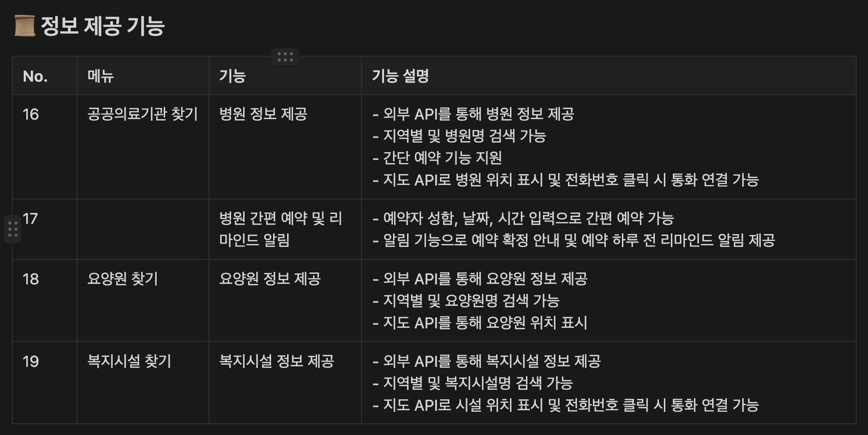 정보 제공 기능
No. 메뉴 기능 기능 설명
16 공공의료기관 찾기 병원 정보 제공 - 외부 API를 통해 병원 정보 제공
- 지역별 및 병원명 검색 가능
- 간단 예약 기능 지원
- 지도 API로 병원 위치 표시 및 전화번호 클릭 시 통화 연결 가능
17 병원 간편 예약 및 리 - 예약자 성함, 날짜, 시간 입력으로 간편 예약 가능
마인드 알림 - 알림 기능으로 예약 확정 안내 및 예약 하루 전 리마인드 알림 제공
18 요양원 찾기 요양원 정보 제공 - 외부 API를 통해 요양원 정보 제공
- 지역별 및 요양원명 검색 가능
- 지도 API를 통해 요양원 위치 표시
19 복지시설 찾기 복지시설 정보 제공 - 외부 API를 통해 복지시설 정보 제공
- 지역별 및 복지시설명 검색 가능
- 지도 API로 시설 위치 표시 및 전화번호 클릭 시 통화 연결 가능